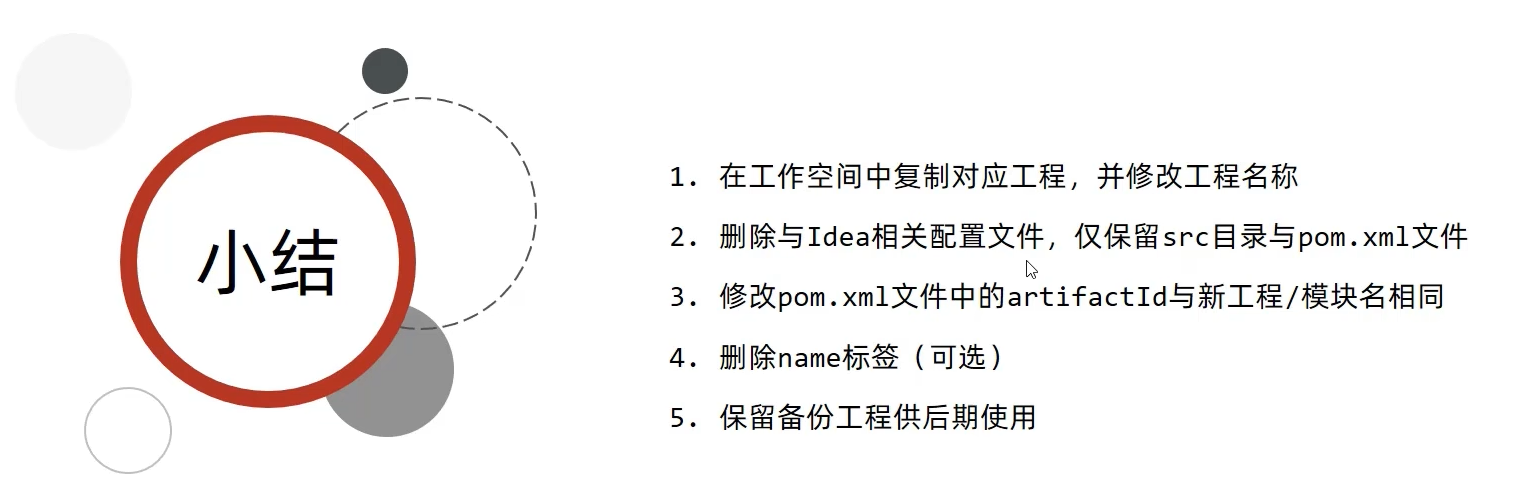 小结
1. 在工作空间中复制对应工程，并修改工程名称
2. 删除与Idea相关配置文件，仅保留src目录与pom.xml文件
3. 修改pom.xml文件中的artifactId与新工程/模块名相同
4. 删除name标签（可选）
5. 保留备份工程供后期使用